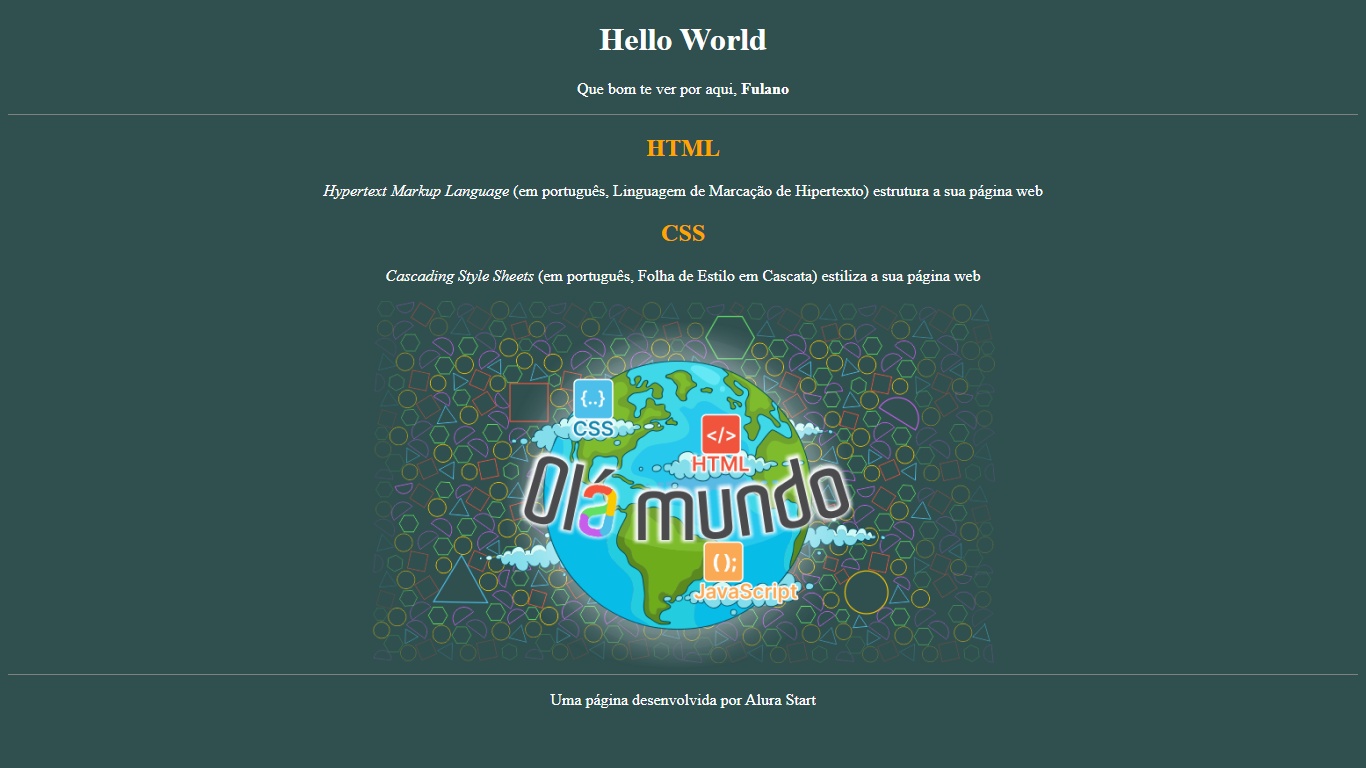 Hello World
Que bom te ver por aqui, Fulano
HTML
Hypertext Markup Language (em português, Linguagem de Marcação de Hipertexto) estrutura a sua página web
CSS
Cascading Style Sheets (em português, Folha de Estilo em Cascata) estiliza a sua página web
{..}
CSS
</>
HTML
Olá mundo
();
JavaScript
Uma página desenvolvida por Alura Start